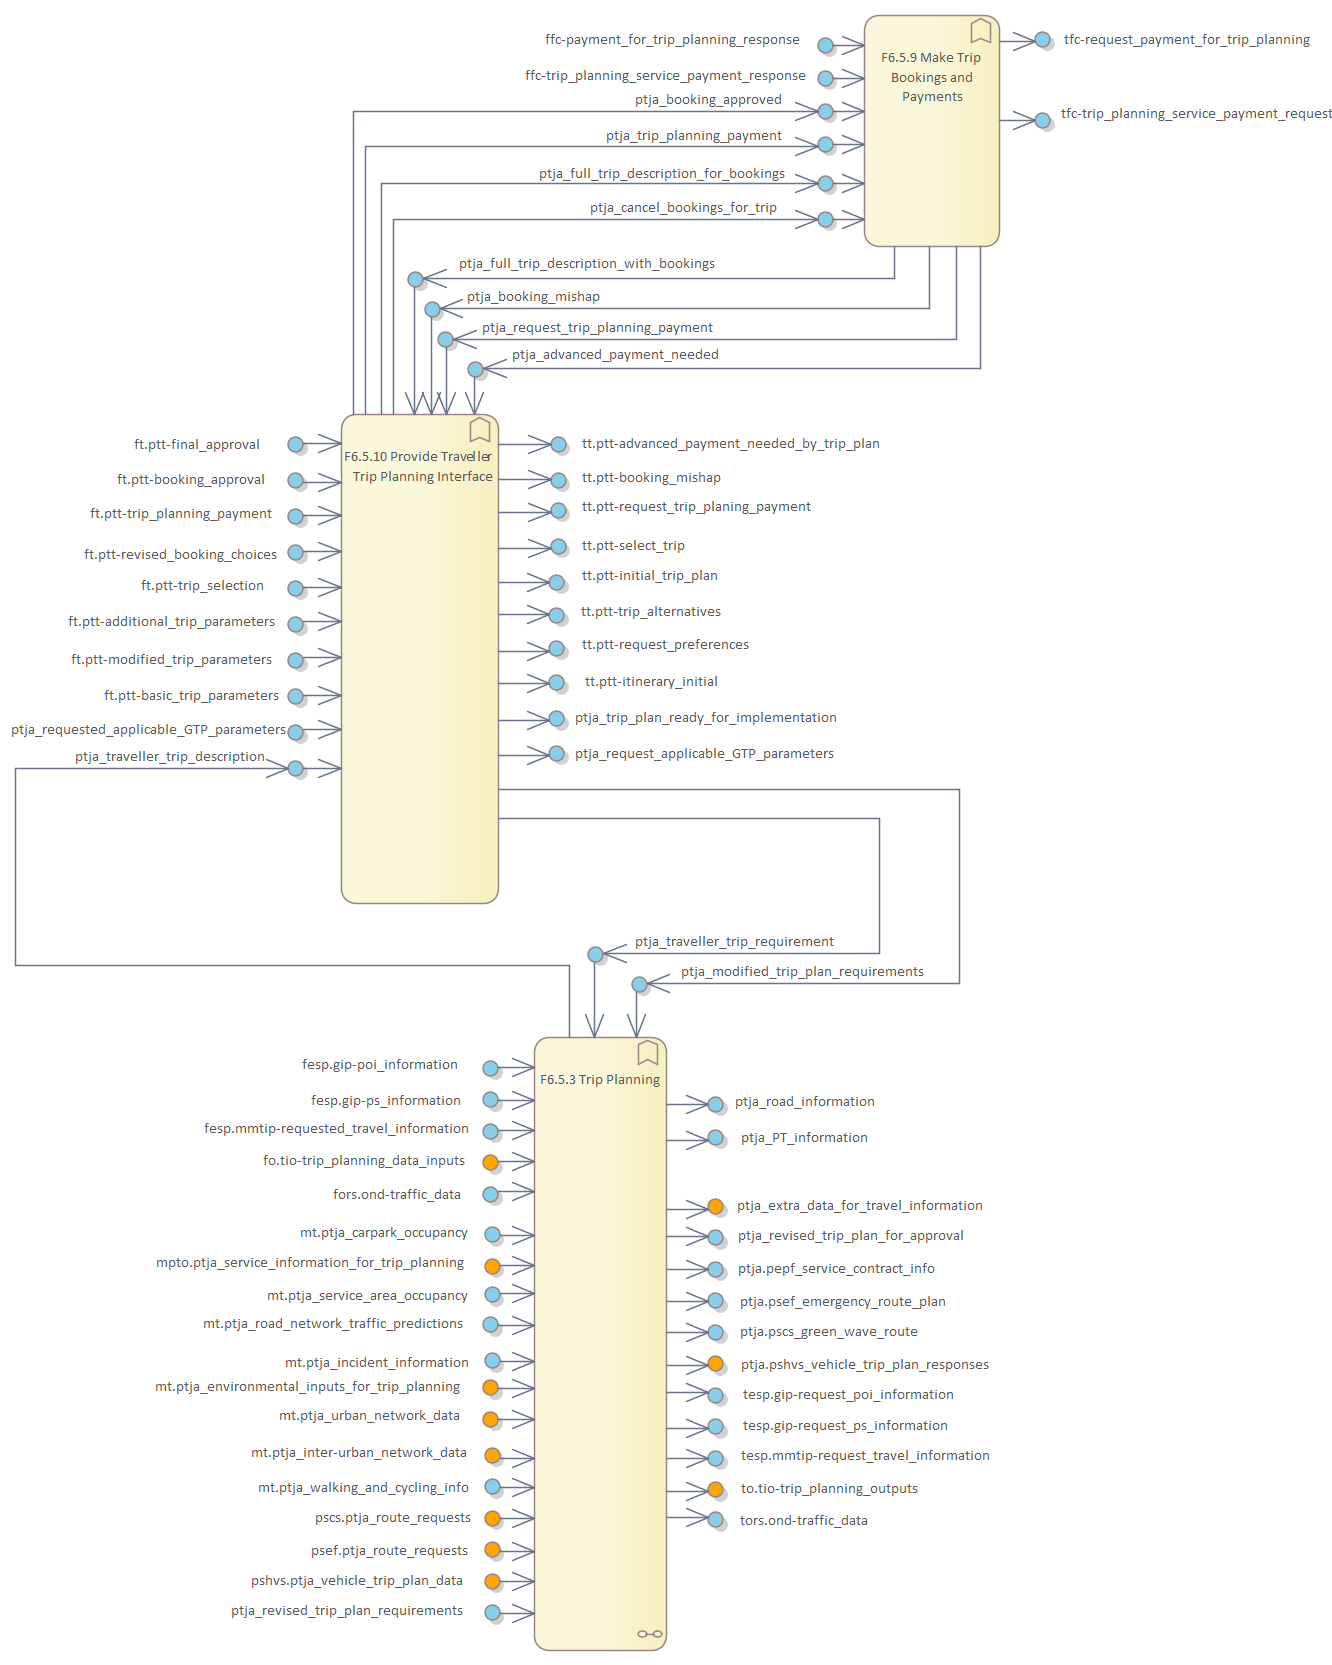 ffc-payment_for_trip_planning_response
tfc-request_payment_for_trip_planning
F6.5.9 Make Trip
Bookings and
Payments
ffc-trip_planning_service_payment_response
ptja_booking_approved
tfc-trip_planning_service_payment_request
ptja_trip_planning_payment
ptja_full_trip_description_for_bookings
ptja_cancel_bookings_for_trip
ptja_full_trip_description_with_bookings
ptja_booking_mishap
ptja_request_trip_planning_payment
ptja_advanced_payment_needed
F6.5.10 Provide Traveller
Trip Planning Interface
ft.ptt-final_approval
ft.ptt-booking_approval
ft.ptt-trip_planning_payment
ft.ptt-revised_booking_choices
ft.ptt-trip_selection
ft.ptt-additional_trip_parameters
ft.ptt-modified_trip_parameters
ft.ptt-basic_trip_parameters
ptja_requested_applicable_GTP_parameters
ptja_traveller_trip_description
tt.ptt-advanced_payment_needed_by_trip_plan
tt.ptt-booking_mishap
tt.ptt-request_trip_planing_payment
tt.ptt-select_trip
tt.ptt-initial_trip_plan
tt.ptt-trip_alternatives
tt.ptt-request_preferences
tt.ptt-itinerary_initial
ptja_trip_plan_ready_for_implementation
ptja_request_applicable_GTP_parameters
ptja_traveller_trip_requirement
ptja_modified_trip_plan_requirements
F6.5.3 Trip Planning
fesp.gip-poi_information
fesp.gip-ps_information
fesp.mmtip-requested_travel_information
fo.tio-trip_planning_data_inputs
fors.ond-traffic_data
mt.ptja_carpark_occupancy
mpto.ptja_service_information_for_trip_planning
mt.ptja_service_area_occupancy
mt.ptja_road_network_traffic_predictions
mt.ptja_incident_information
mt.ptja_environmental_inputs_for_trip_planning
mt.ptja_urban_network_data
mt.ptja_inter-urban_network_data
mt.ptja_walking_and_cycling_info
pscs.ptja_route_requests
psef.ptja_route_requests
pshvs.ptja_vehicle_trip_plan_data
ptja_revised_trip_plan_requirements
ptja_road_information
ptja_PT_information
ptja_extra_data_for_travel_information
ptja_revised_trip_plan_for_approval
ptja.pepf_service_contract_info
ptja.psef_emergency_route_plan
ptja.pscs_green_wave_route
ptja.pshvs_vehicle_trip_plan_responses
tesp.gip-request_poi_information
tesp.gip-request_ps_information
tesp.mmtip-request_travel_information
to.tio-trip_planning_outputs
tors.ond-traffic_data